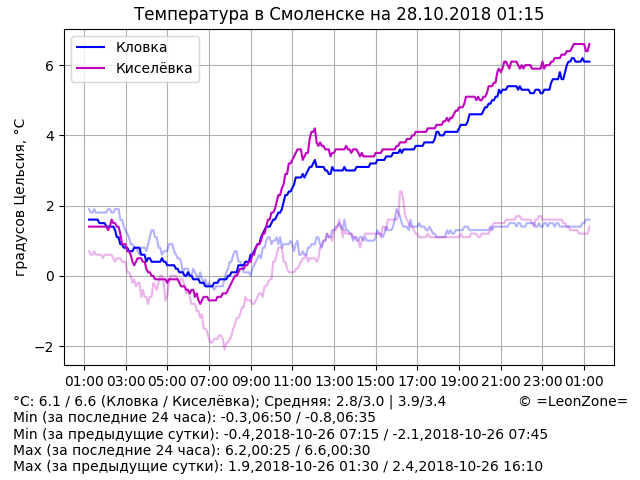 Температура в Смоленске на 28.10.2018 01:15
Кловка
Киселёвка
градусов Цельсия, °C
6
4
2
0
−2
01:00 03:00 05:00 07:00 09:00 11:00 13:00 15:00 17:00 19:00 21:00 23:00 01:00
°C: 6.1 / 6.6 (Кловка / Киселёвка); Средняя: 2.8/3.0 | 3.9/3.4 © =LeonZone=
Min (за последние 24 часа): -0.3,06:50 / -0.8,06:35
Min (за предыдущие сутки): -0.4,2018-10-26 07:15 / -2.1,2018-10-26 07:45
Max (за последние 24 часа): 6.2,00:25 / 6.6,00:30
Max (за предыдущие сутки): 1.9,2018-10-26 01:30 / 2.4,2018-10-26 16:10